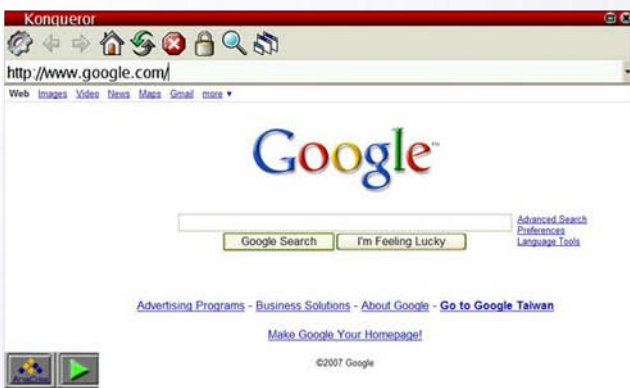 Konqueror
http://www.google.com/
Web Images Video News Maps Gmail more ▼
Google™
Advanced Search
Preferences
Language Tools
Google Search I'm Feeling Lucky
Advertising Programs - Business Solutions - About Google - Go to Google Taiwan
Make Google Your Homepage!
©2007 Google